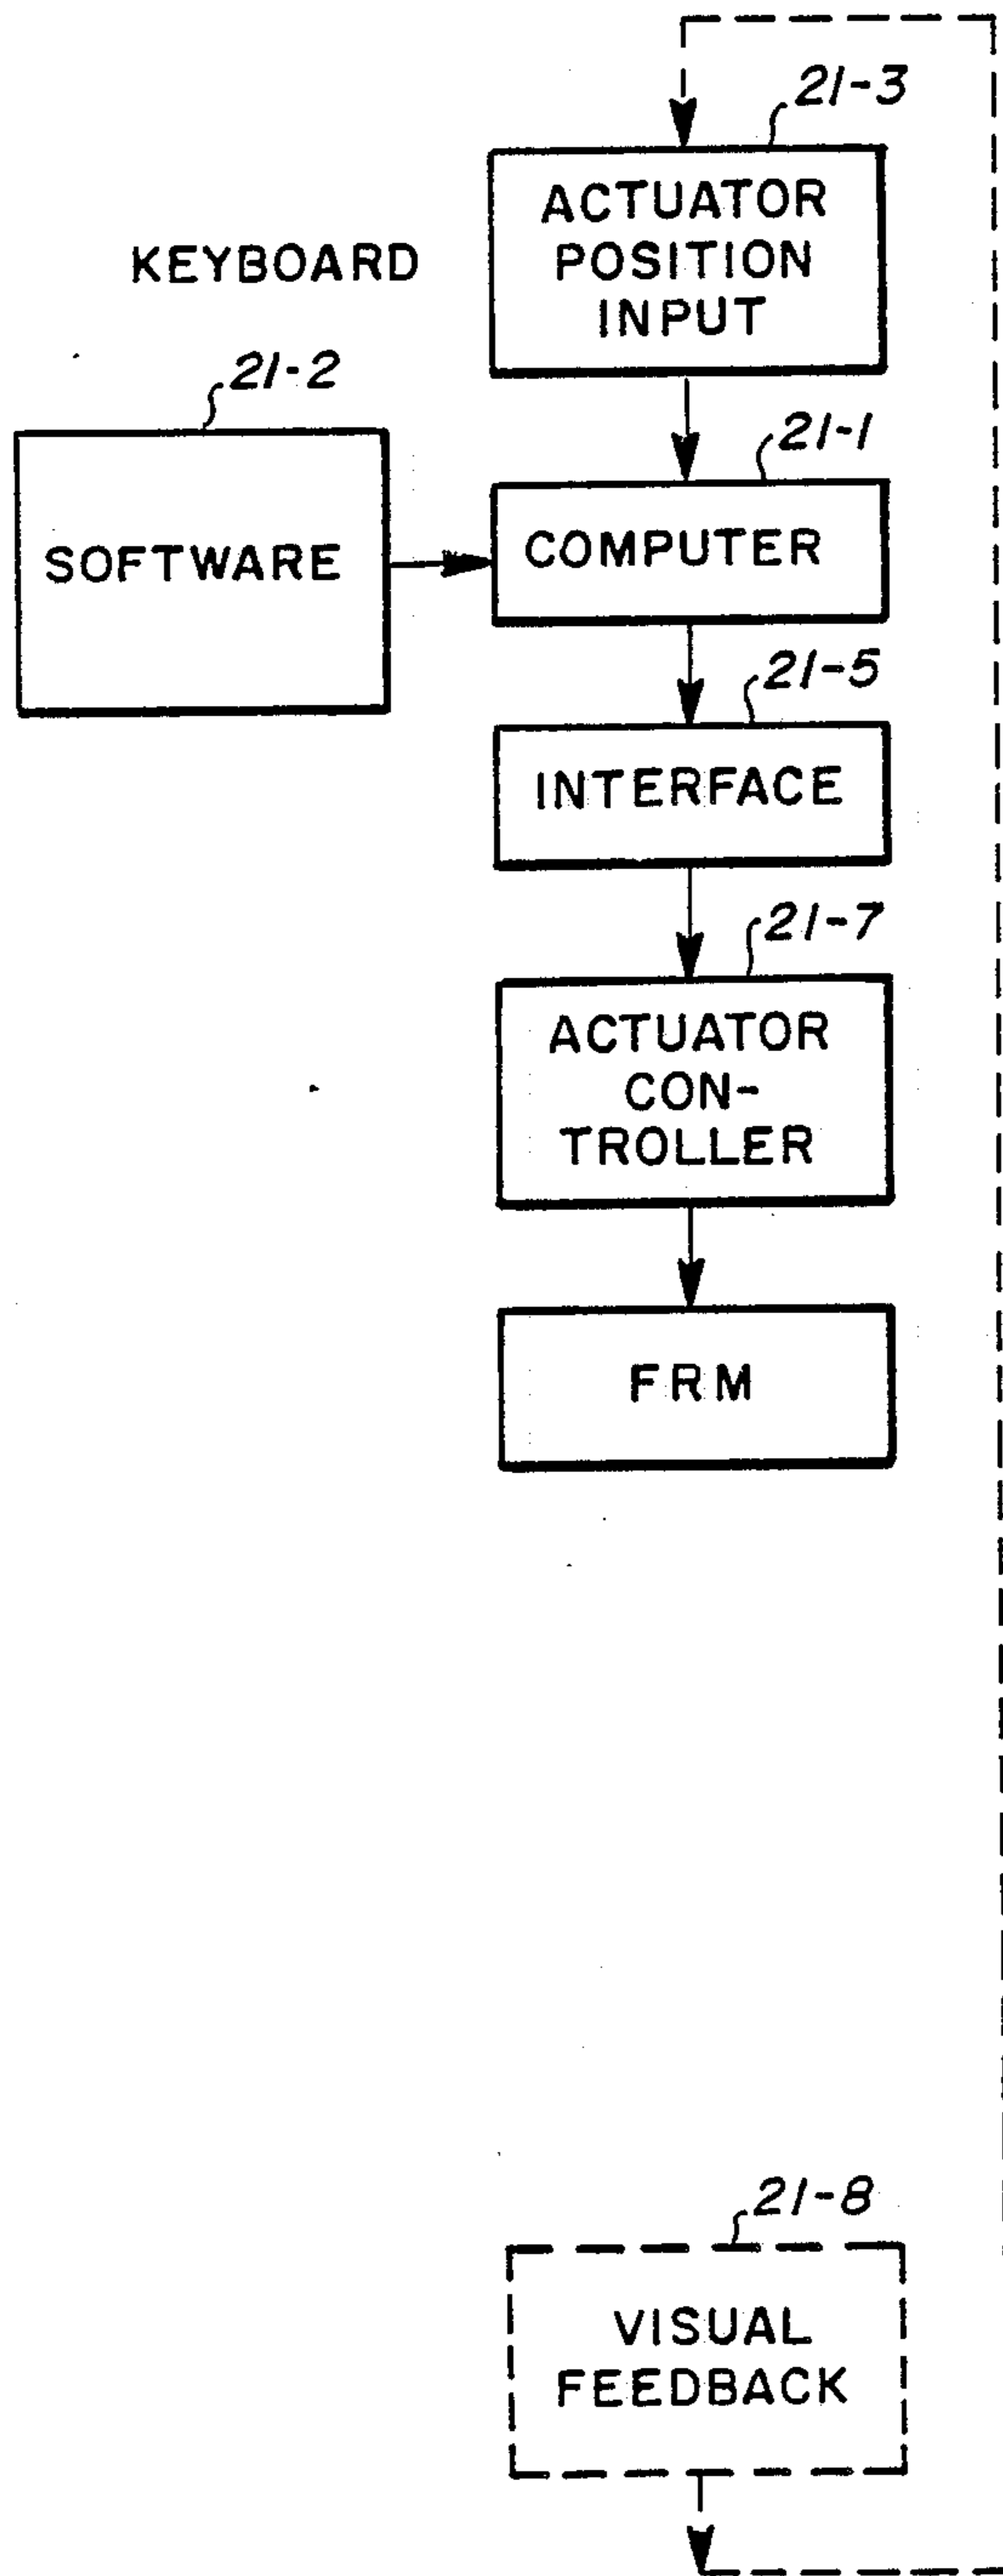 21-3
ACTUATOR
POSITION
INPUT
KEYBOARD
21-2
SOFTWARE
21-1
COMPUTER
21-5
INTERFACE
21-7
ACTUATOR
CON-
TROLLER
FRM
21-8
VISUAL
FEEDBACK